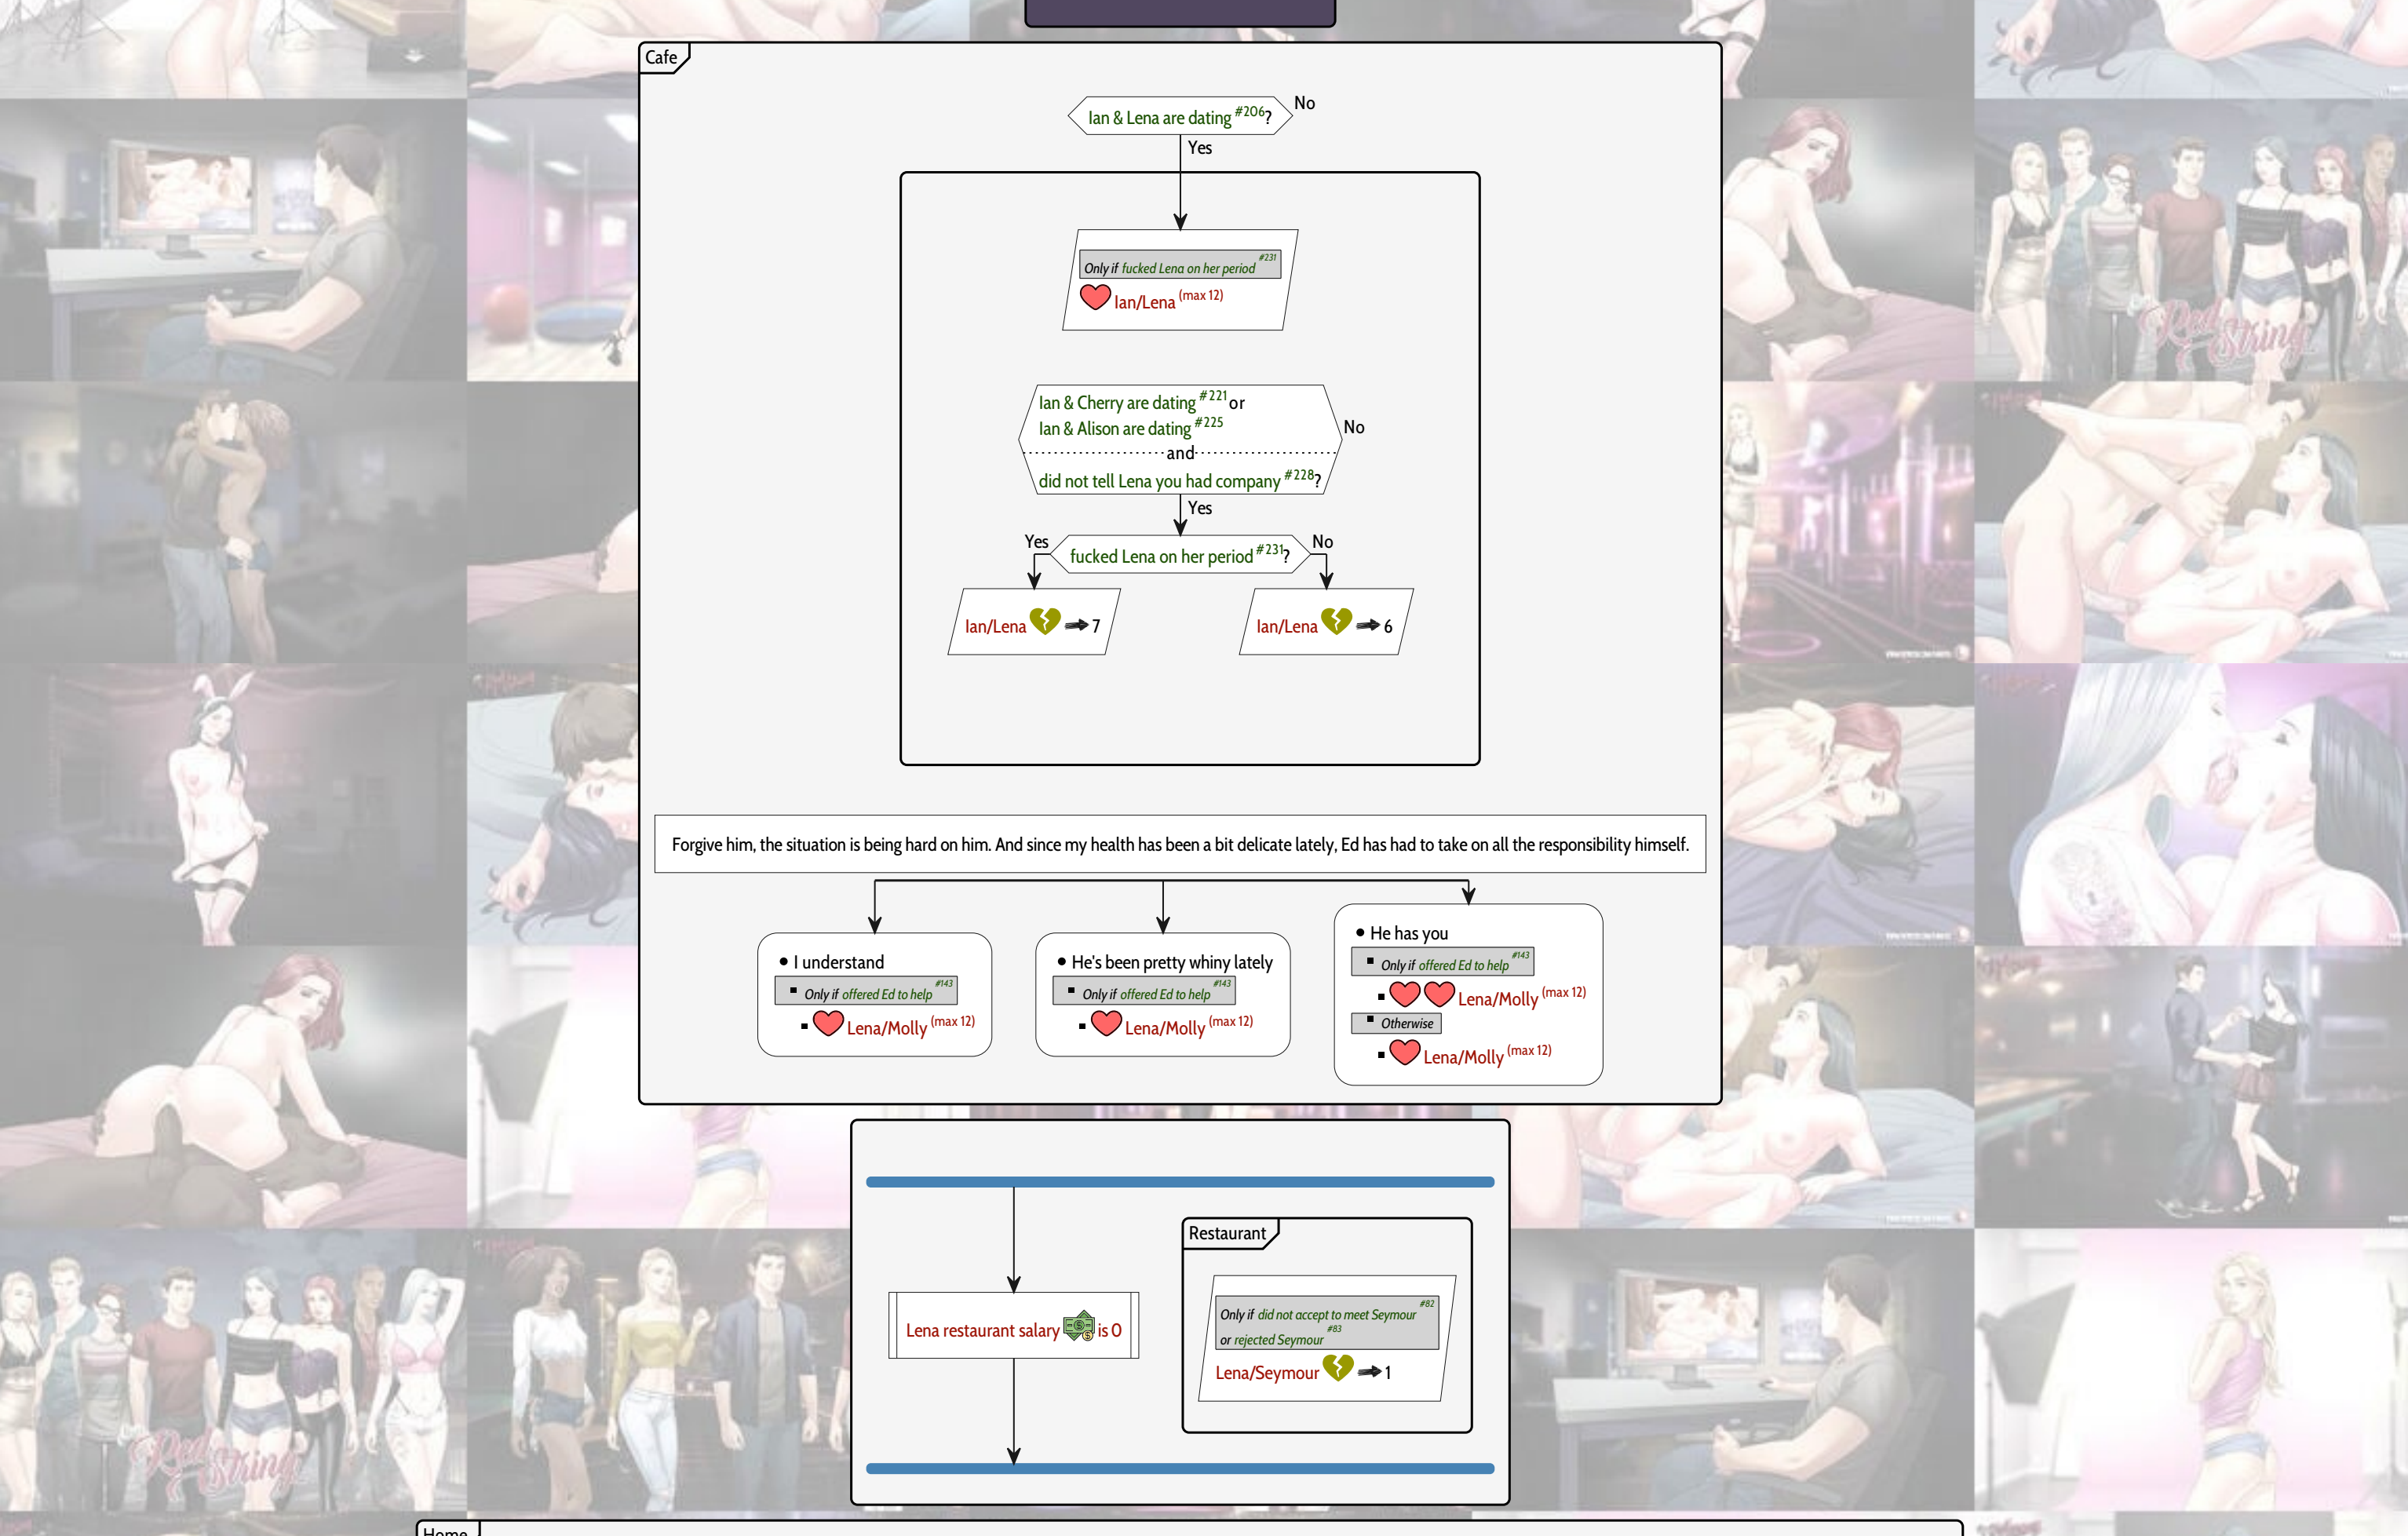 Cafe
Ian & Lena are dating #206?
No
Yes
Only if fucked Lena on her period #231
Ian/Lena (max 12)
Ian & Cherry are dating #221 or
Ian & Alison are dating #225
and
did not tell Lena you had company #228?
No
Yes
Yes
fucked Lena on her period #231?
No
Ian/Lena 7
Ian/Lena 6
Forgive him, the situation is being hard on him. And since my health has been a bit delicate lately, Ed has had to take on all the responsibility himself.
• I understand
▪ Only if offered Ed to help #143
▪ Lena/Molly (max 12)
• He's been pretty whiny lately
▪ Only if offered Ed to help #143
▪ Lena/Molly (max 12)
• He has you
▪ Only if offered Ed to help #143
▪ Lena/Molly (max 12)
▪ Otherwise
▪ Lena/Molly (max 12)
Lena restaurant salary is 0
Restaurant
Only if did not accept to meet Seymour #82
or rejected Seymour #83
Lena/Seymour 1
Home
Red String
Red String